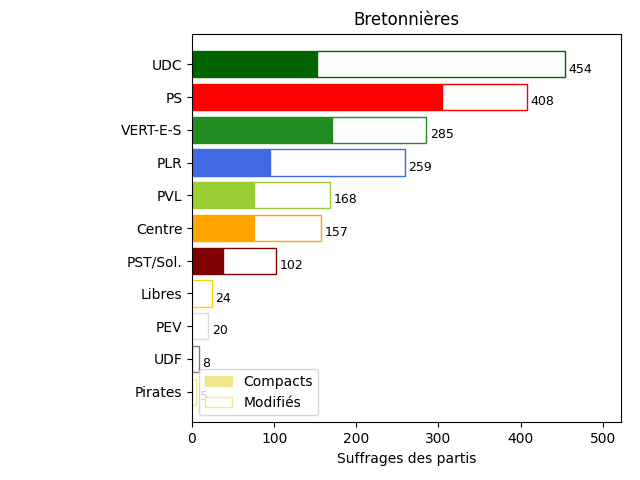 Bretonnières
UDC 454
PS 408
VERT-E-S 285
PLR 259
PVL 168
Centre 157
PST/Sol. 102
Libres 24
PEV 20
UDF 8
Pirates 5
Compacts
Modifiés
0 100 200 300 400 500
Suffrages des partis